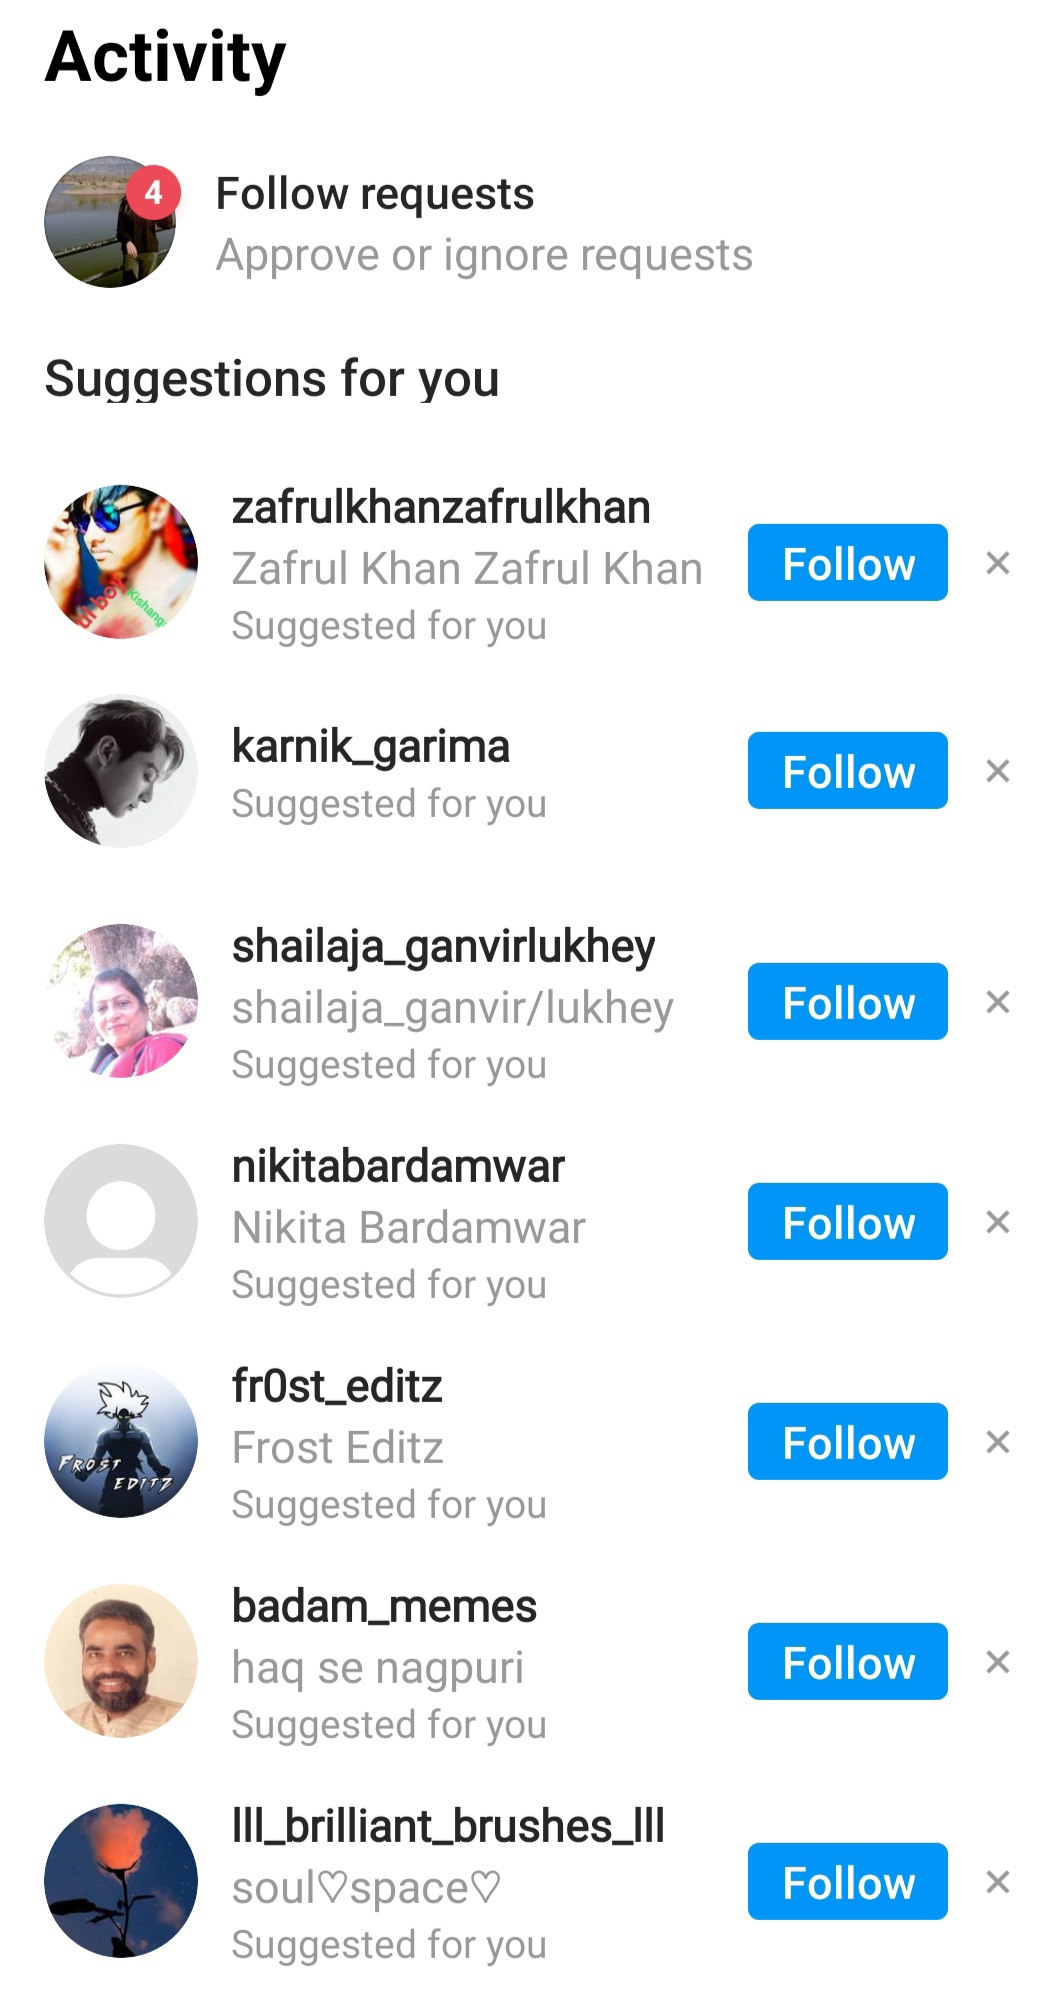 Activity
4
Follow requests
Approve or ignore requests
Suggestions for you
zafrulkhanzafrulkhan
Zafrul Khan Zafrul Khan
Suggested for you
Follow
ul boy
Kishang
karnik_garima
Suggested for you
Follow
shailaja_ganvirlukhey
shailaja_ganvir/lukhey
Suggested for you
Follow
nikitabardamwar
Nikita Bardamwar
Suggested for you
Follow
fr0st_editz
Frost Editz
Suggested for you
Follow
FROST
EDITZ
badam_memes
haq se nagpuri
Suggested for you
Follow
lll_brilliant_brushes_lll
soul♡space♡
Suggested for you
Follow